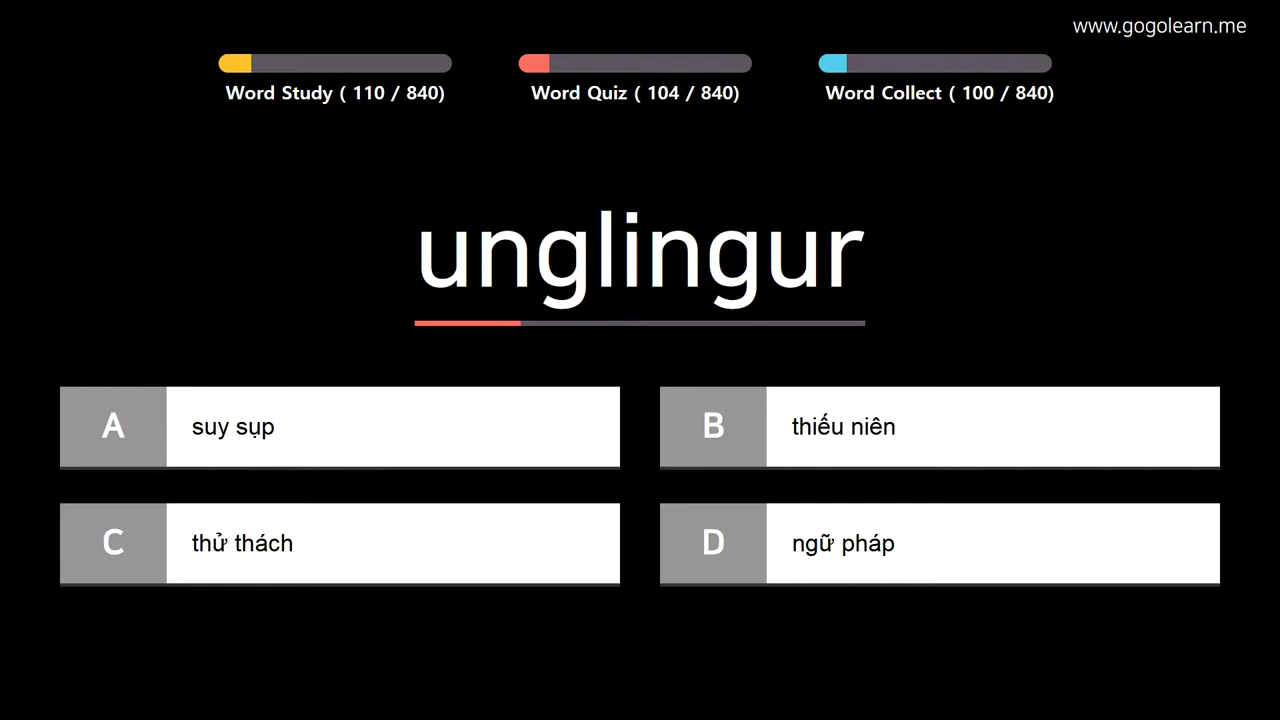 www.gogolearn.me
Word Study ( 110 / 840)
Word Quiz ( 104 / 840)
Word Collect ( 100 / 840)
unglingur
A suy sụp
B thiếu niên
C thử thách
D ngữ pháp